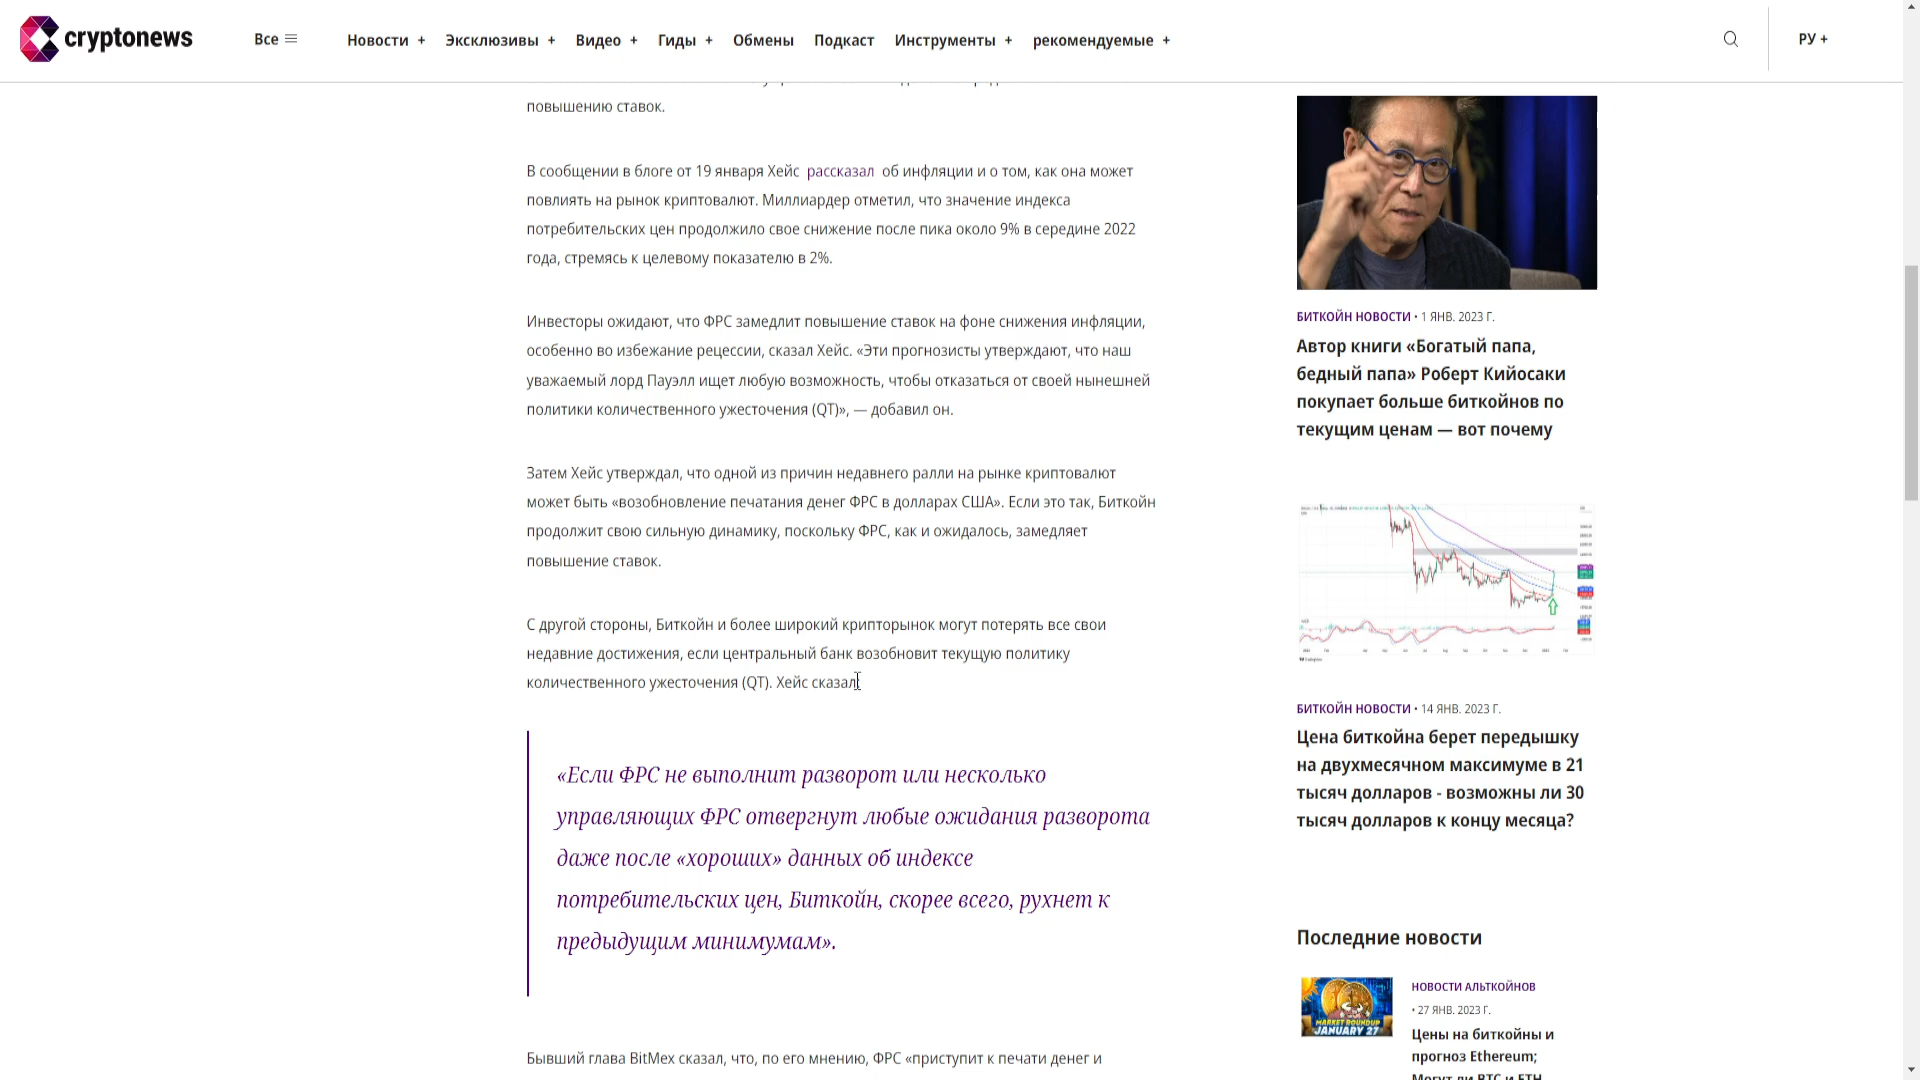 cryptonews
Все
Новости +
Эксклюзивы +
Видео +
Гиды +
Обмены
Подкаст
Инструменты +
рекомендуемые +
РУ +
повышению ставок.
В сообщении в блоге от 19 января Хейс рассказал об инфляции и о том, как она может
повлиять на рынок криптовалют. Миллиардер отметил, что значение индекса
потребительских цен продолжило свое снижение после пика около 9% в середине 2022
года, стремясь к целевому показателю в 2%.
Инвесторы ожидают, что ФРС замедлит повышение ставок на фоне снижения инфляции,
особенно во избежание рецессии, сказал Хейс. «Эти прогнозисты утверждают, что наш
уважаемый лорд Пауэлл ищет любую возможность, чтобы отказаться от своей нынешней
политики количественного ужесточения (QT)», — добавил он.
Затем Хейс утверждал, что одной из причин недавнего ралли на рынке криптовалют
может быть «возобновление печатания денег ФРС в долларах США». Если это так, Биткойн
продолжит свою сильную динамику, поскольку ФРС, как и ожидалось, замедляет
повышение ставок.
С другой стороны, Биткойн и более широкий крипторынок могут потерять все свои
недавние достижения, если центральный банк возобновит текущую политику
количественного ужесточения (QT). Хейс сказал:
«Если ФРС не выполнит разворот или несколько
управляющих ФРС отвергнут любые ожидания разворота
даже после «хороших» данных об индексе
потребительских цен, Биткойн, скорее всего, рухнет к
предыдущим минимумам».
Бывший глава BitMex сказал, что, по его мнению, ФРС «приступит к печати денег и
БИТКОЙН НОВОСТИ • 1 ЯНВ. 2023 Г.
Автор книги «Богатый папа,
бедный папа» Роберт Кийосаки
покупает больше биткойнов по
текущим ценам — вот почему
БИТКОЙН НОВОСТИ • 14 ЯНВ. 2023 Г.
Цена биткойна берет передышку
на двухмесячном максимуме в 21
тысяч долларов - возможны ли 30
тысяч долларов к концу месяца?
Последние новости
MARKET ROUNDUP
JANUARY 27
НОВОСТИ АЛЬТКОЙНОВ
• 27 ЯНВ. 2023 Г.
Цены на биткойны и
прогноз Ethereum;
Могут ли BTC и ETH